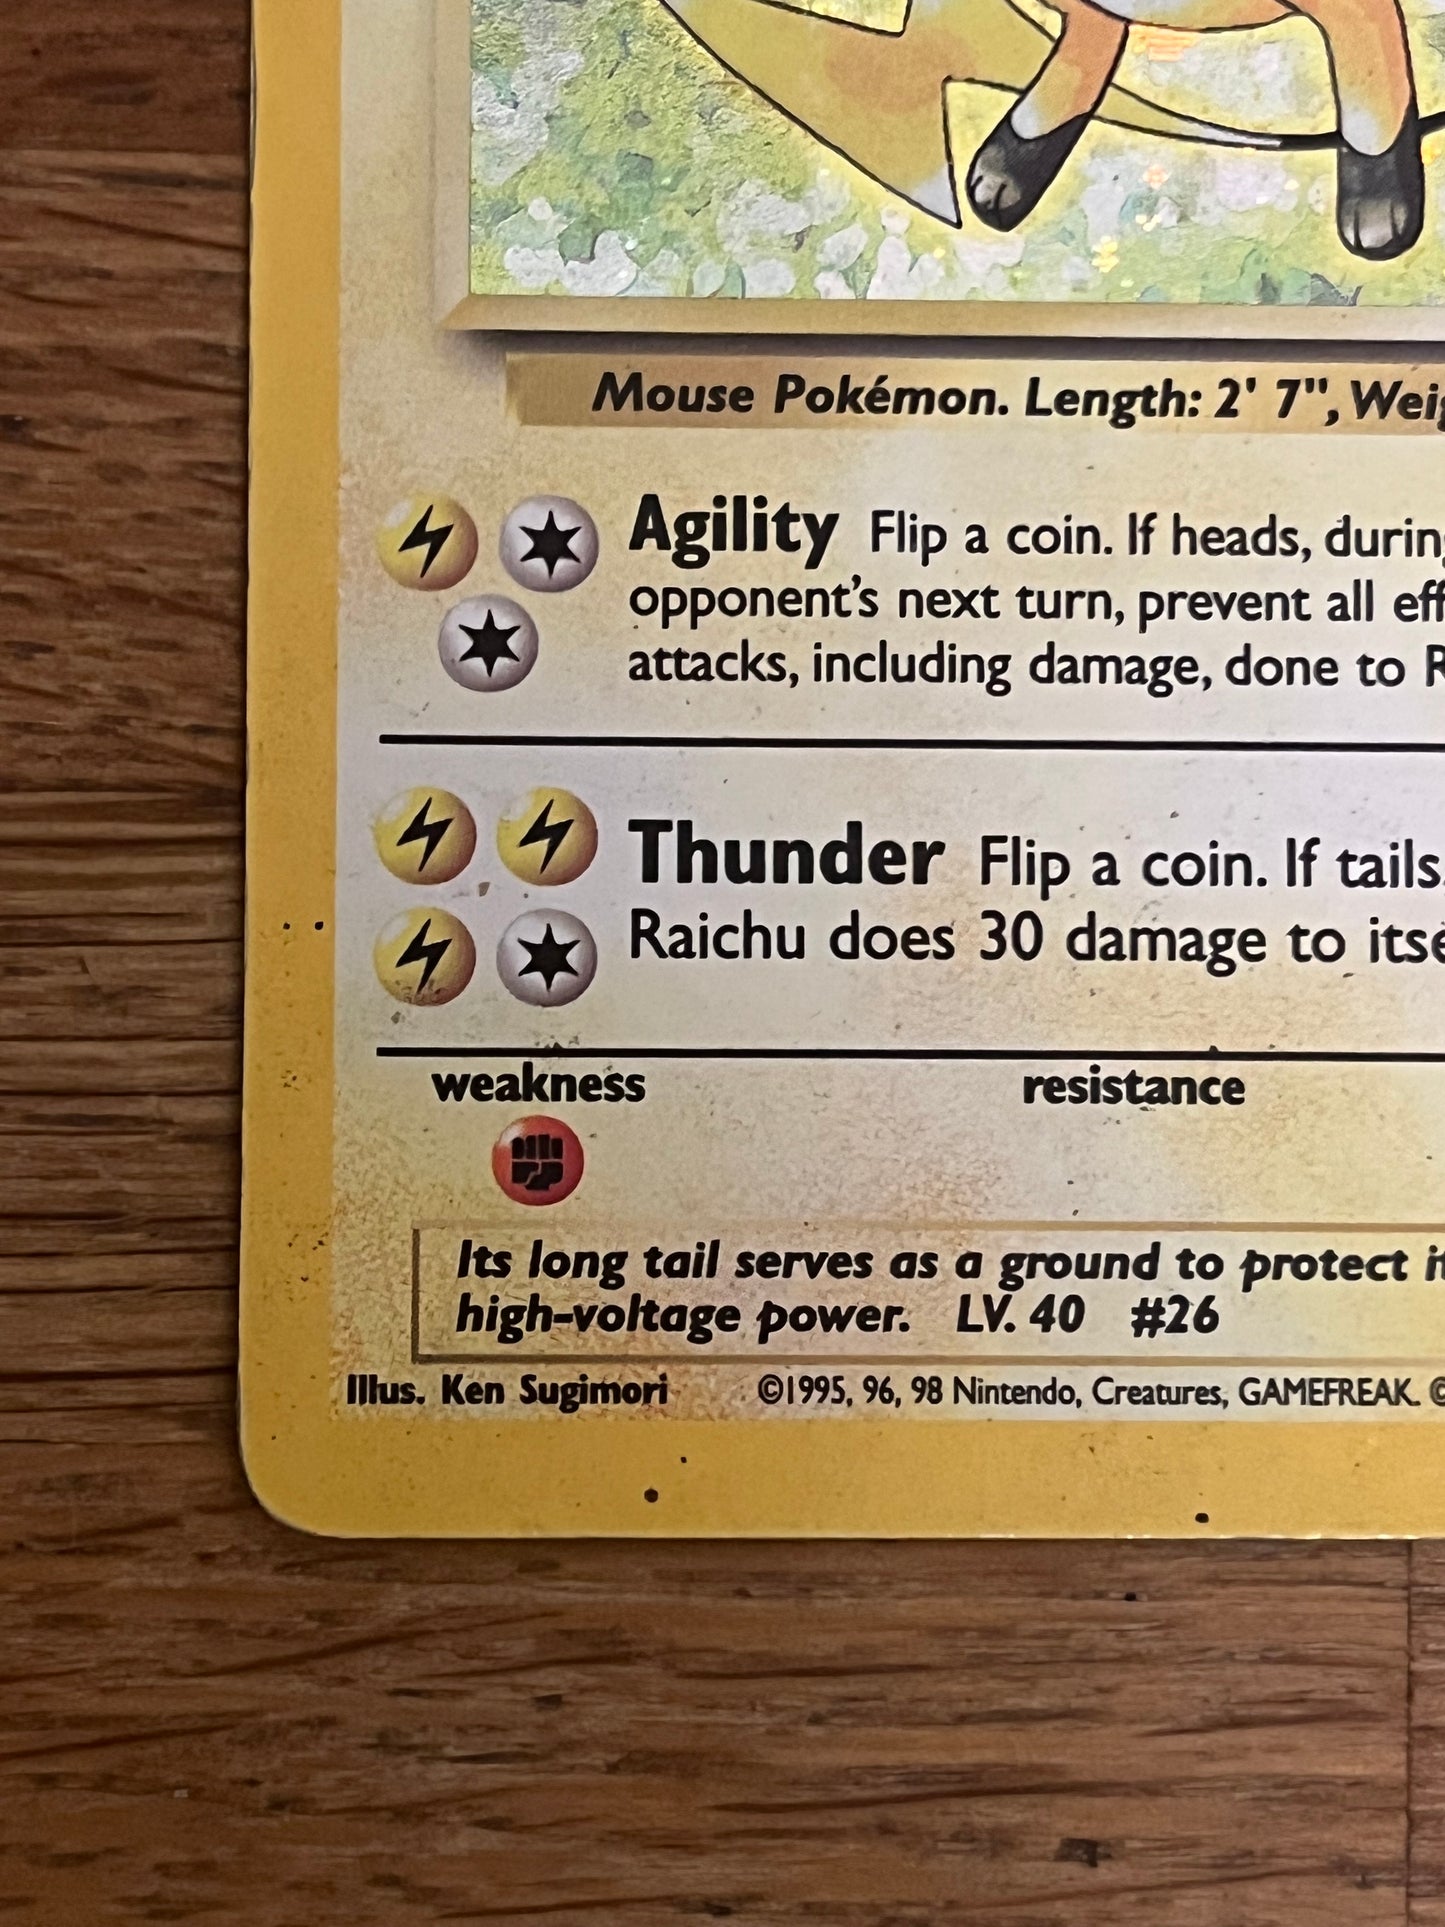 Mouse Pokémon. Length: 2' 7", Weig
Agility Flip a coin. If heads, during
opponent's next turn, prevent all eff
attacks, including damage, done to R
Thunder Flip a coin. If tails,
Raichu does 30 damage to itse
weakness resistance
Its long tail serves as a ground to protect it
high-voltage power. LV. 40 #26
Illus. Ken Sugimori ©1995, 96, 98 Nintendo, Creatures, GAMEFREAK. ©